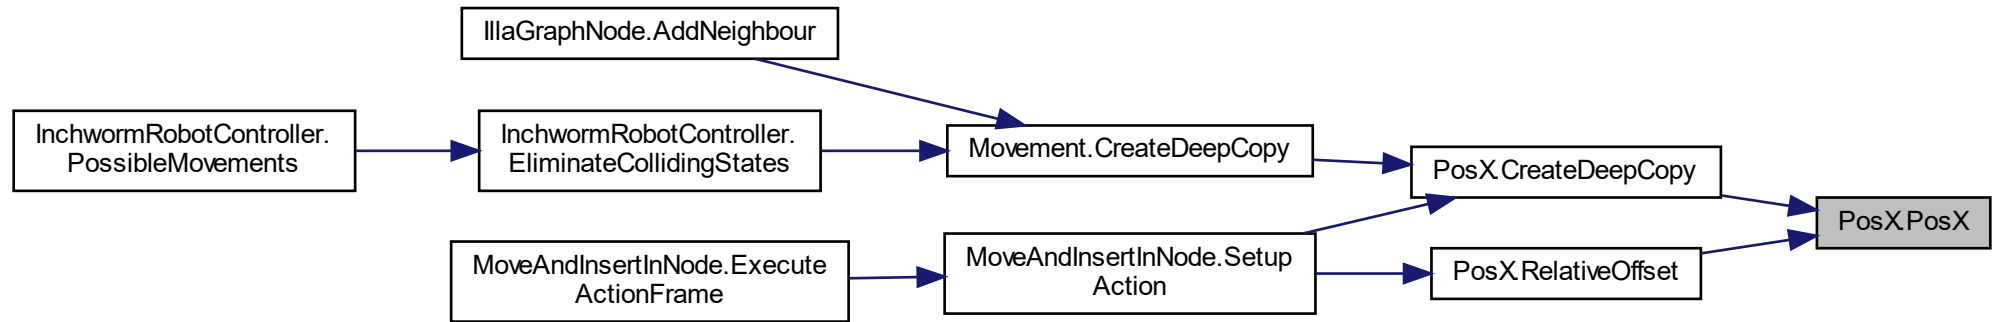 IllaGraphNode.AddNeighbour
InchwormRobotController.
PossibleMovements
InchwormRobotController.
EliminateCollidingStates
Movement.CreateDeepCopy
PosX.CreateDeepCopy
PosX.PosX
MoveAndInsertInNode.Execute
ActionFrame
MoveAndInsertInNode.Setup
Action
PosX.RelativeOffset